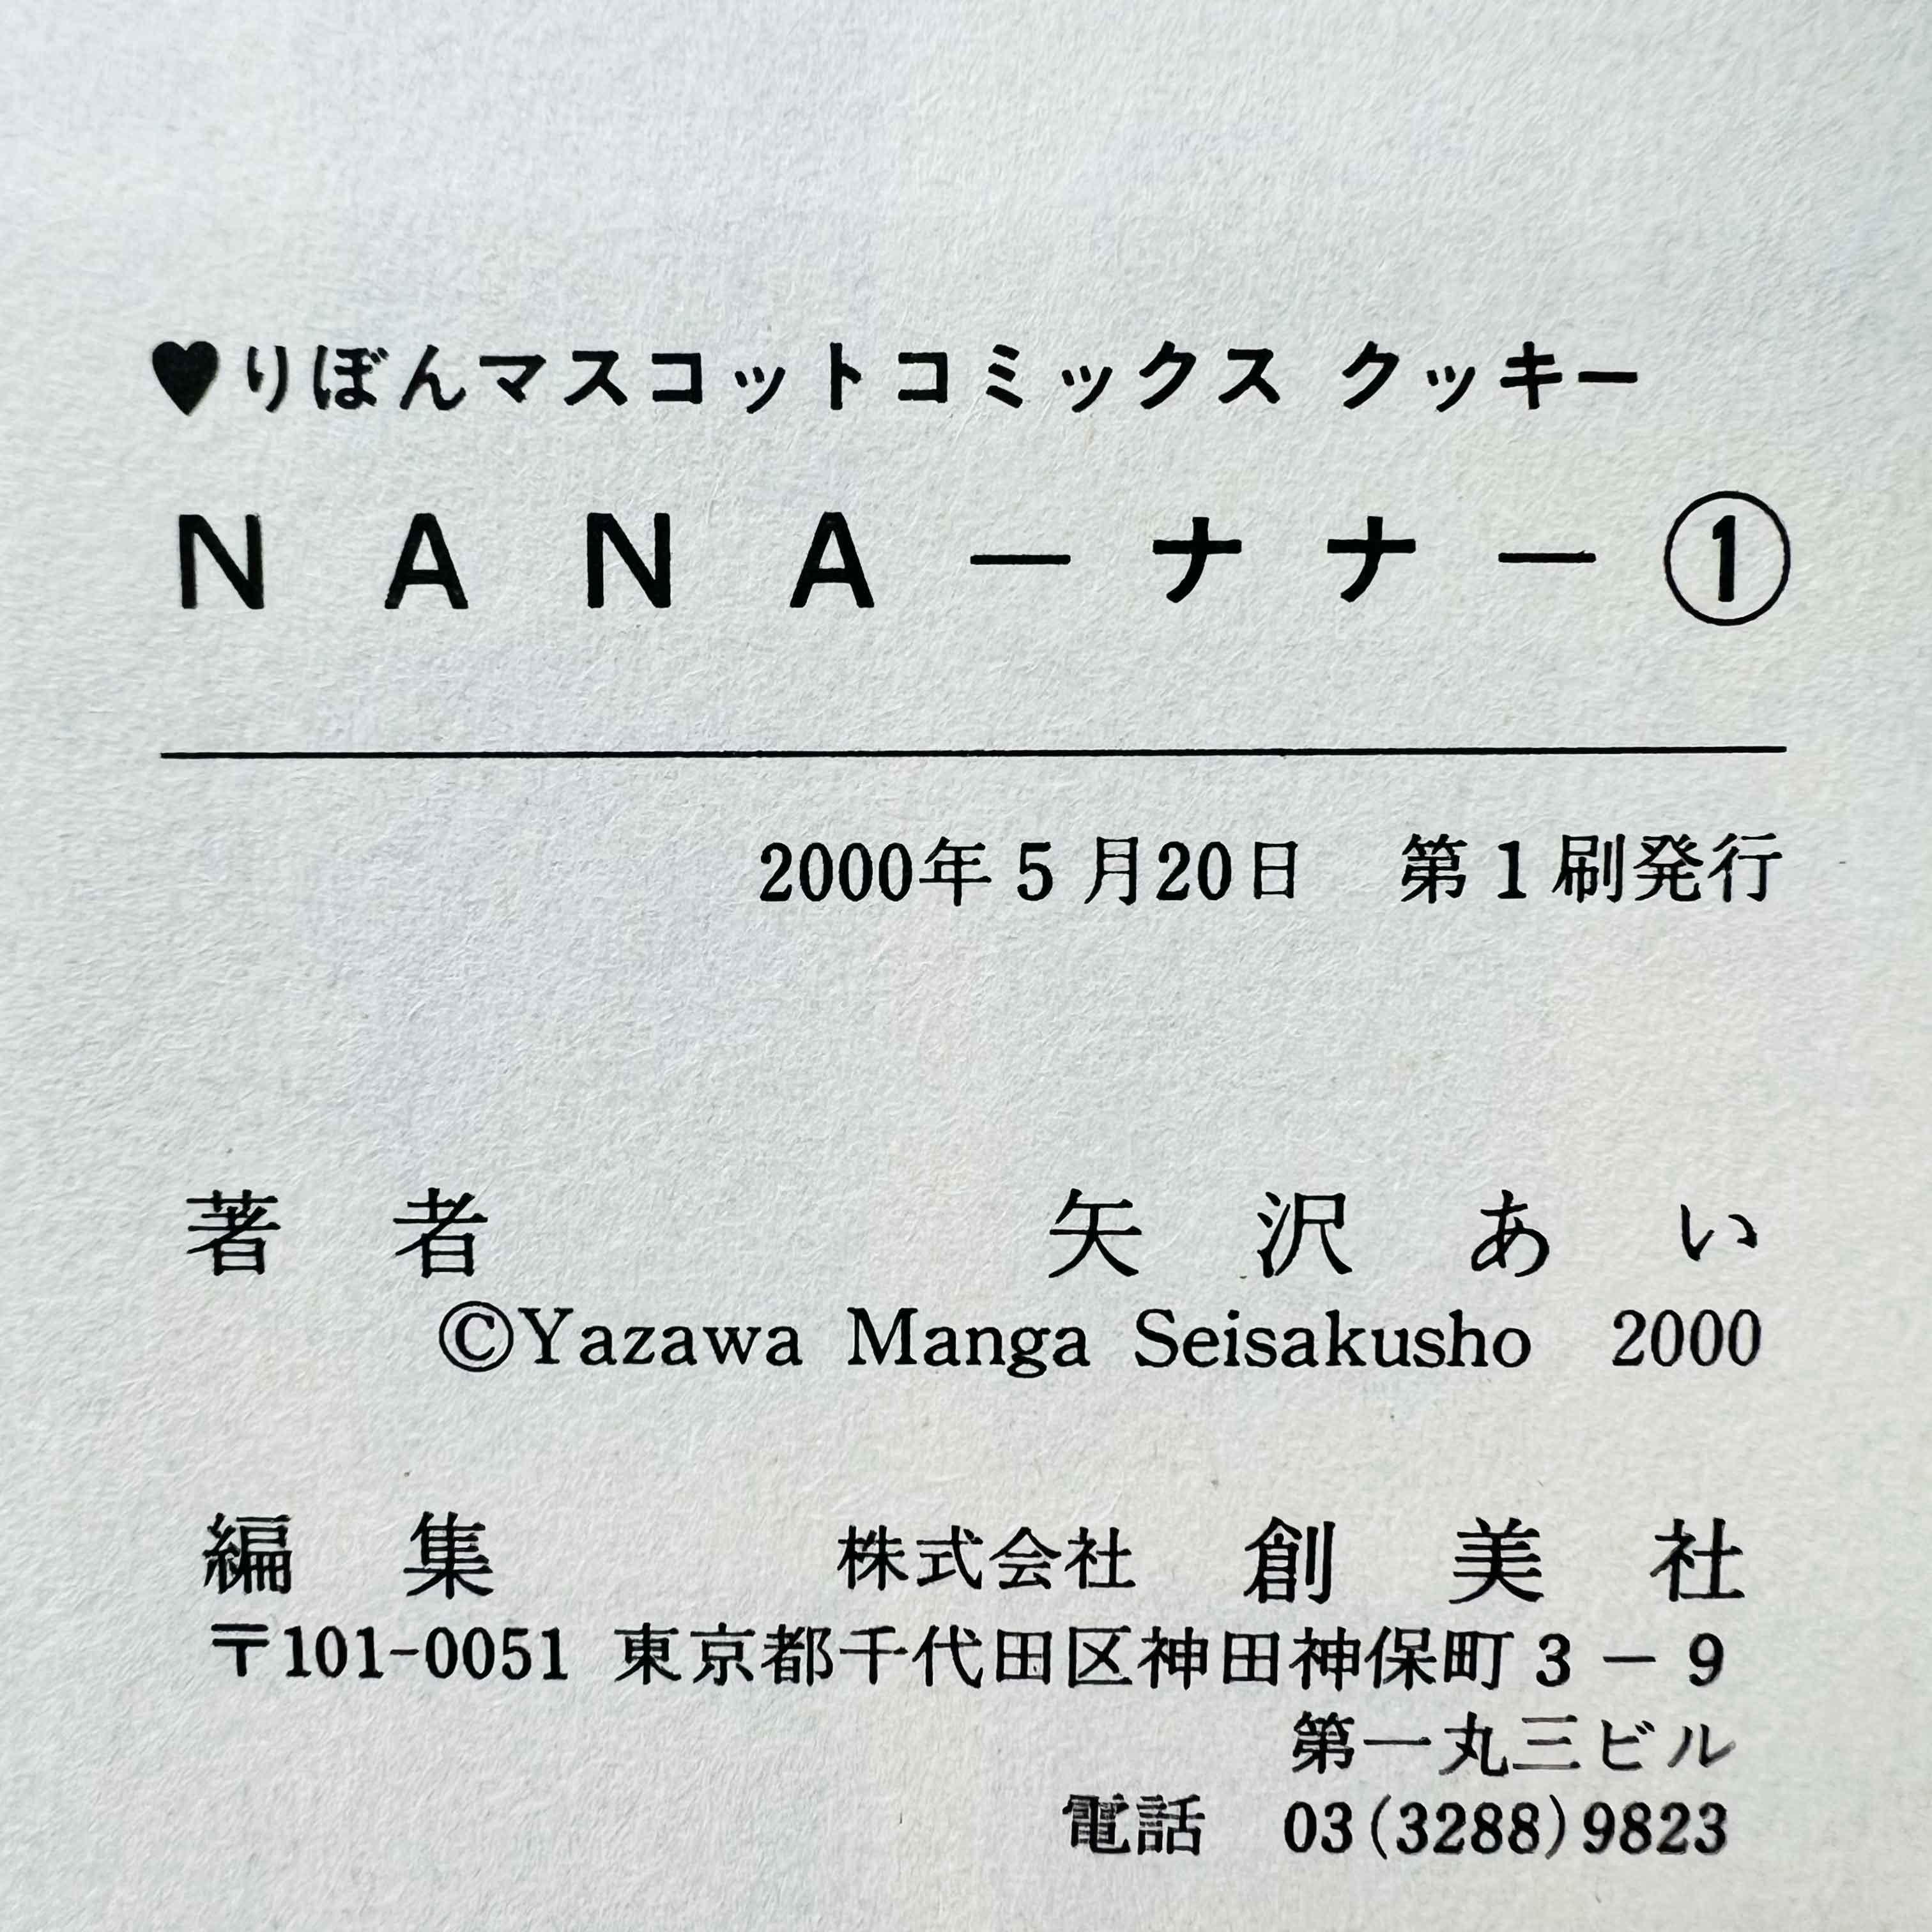 ♥りぼんマスコットコミックス クッキー
NANA―ナナ―①
2000年5月20日 第1刷発行
著者 矢沢あい
©Yazawa Manga Seisakusho 2000
編集 株式会社 創美社
〒101-0051 東京都千代田区神田神保町3－9
第一丸三ビル
電話 03(3288)9823